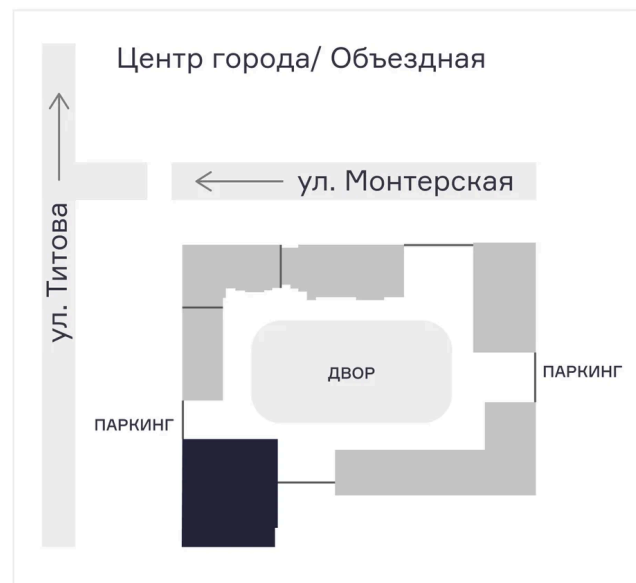 Центр города/ Объездная
ул. Монтерская
ул. Титова
ДВОР
ПАРКИНГ
ПАРКИНГ